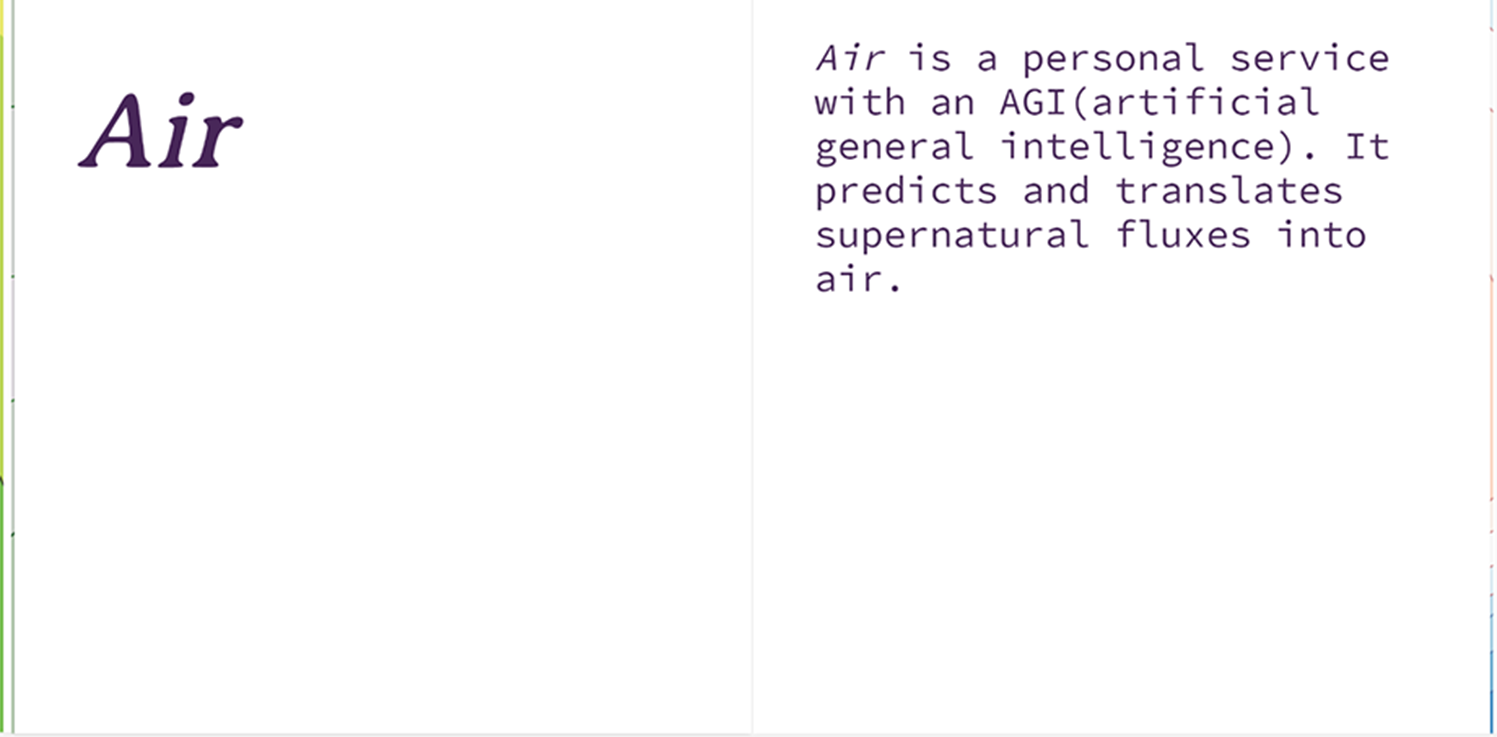 Air
Air is a personal service
with an AGI(artificial
general intelligence). It
predicts and translates
supernatural fluxes into
air.